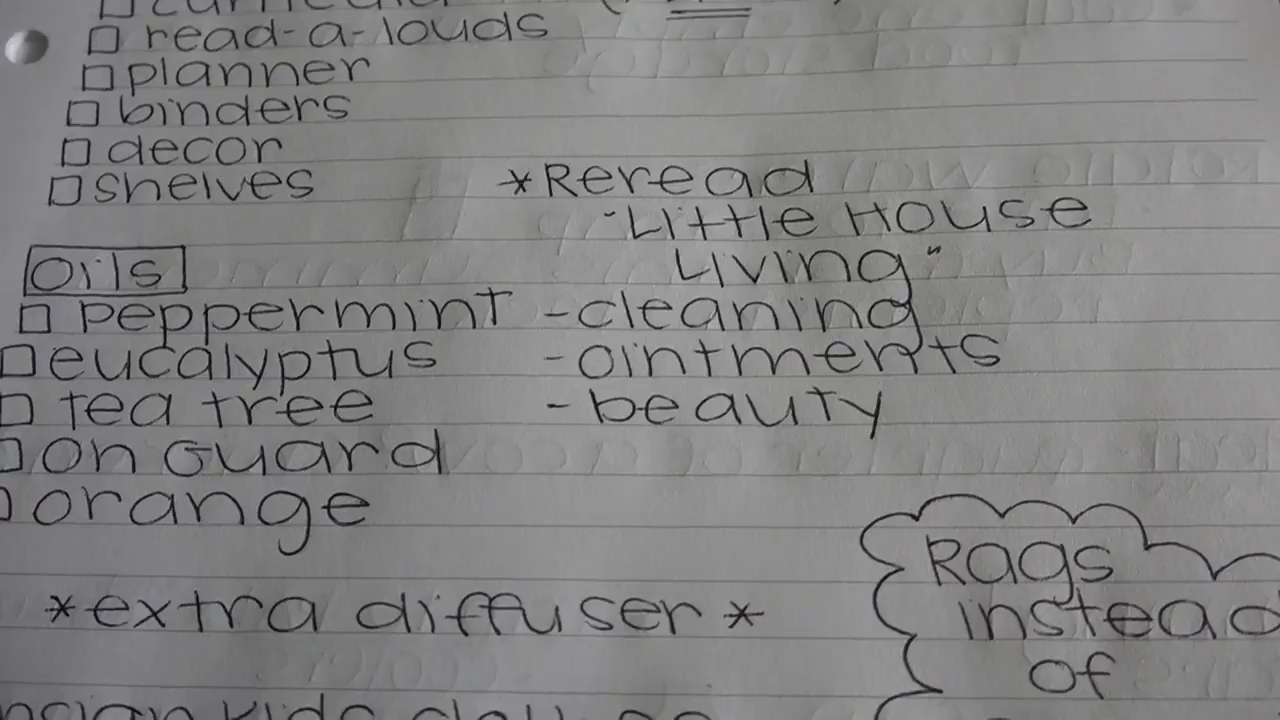 read-a-louds
planner
binders
decor
shelves
*Reread
"Little House
Living"
-cleaning
-ointments
-beauty
Oils
peppermint
eucalyptus
tea tree
on guard
orange
*extra diffuser*
Rags
instead
of